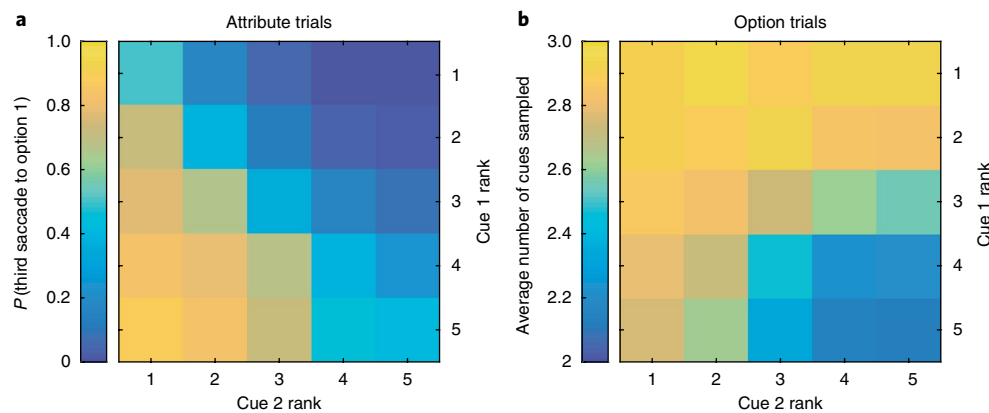 a
Attribute trials
1.0
0.8
0.6
0.4
0.2
0
P (third saccade to option 1)
1
2
3
4
5
Cue 1 rank
1 2 3 4 5
Cue 2 rank
b
Option trials
3.0
2.8
2.6
2.4
2.2
2
Average number of cues sampled
1
2
3
4
5
Cue 1 rank
1 2 3 4 5
Cue 2 rank